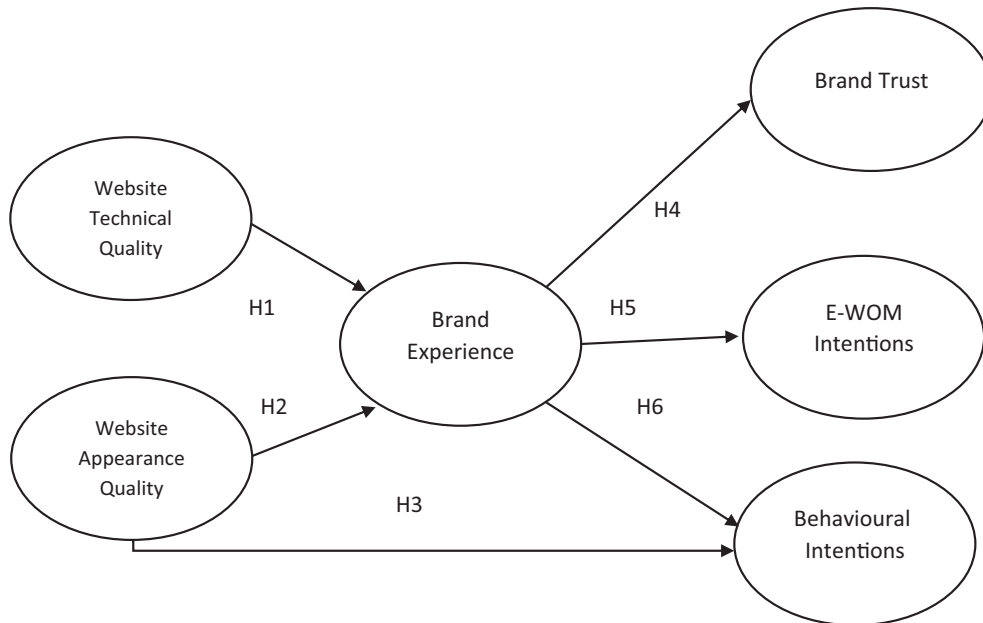 Brand Trust
Website
Technical
Quality
H4
H1
H5
E-WOM
Intentions
Brand
Experience
H2
H6
Website
Appearance
Quality
H3
Behavioural
Intentions